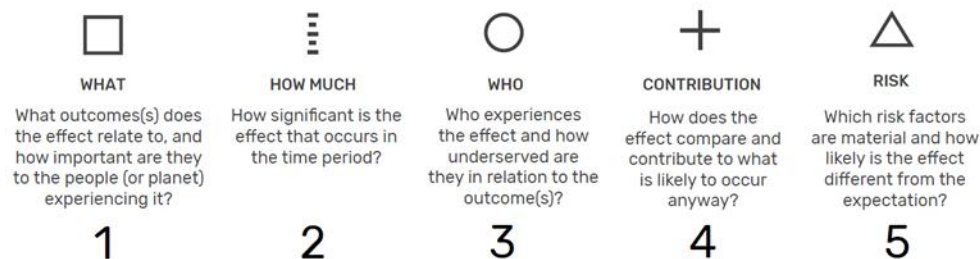 WHAT
What outcomes(s) does
the effect relate to, and
how important are they
to the people (or planet)
experiencing it?
1
HOW MUCH
How significant is the
effect that occurs in
the time period?
2
WHO
Who experiences
the effect and how
underserved are
they in relation to the
outcome(s)?
3
CONTRIBUTION
How does the
effect compare and
contribute to what
is likely to occur
anyway?
4
RISK
Which risk factors
are material and how
likely is the effect
different from the
expectation?
5